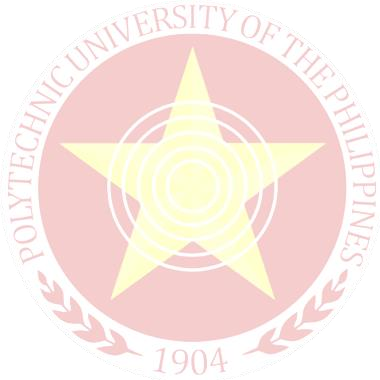 POLYTECHNIC UNIVERSITY OF THE PHILIPPINES
1904